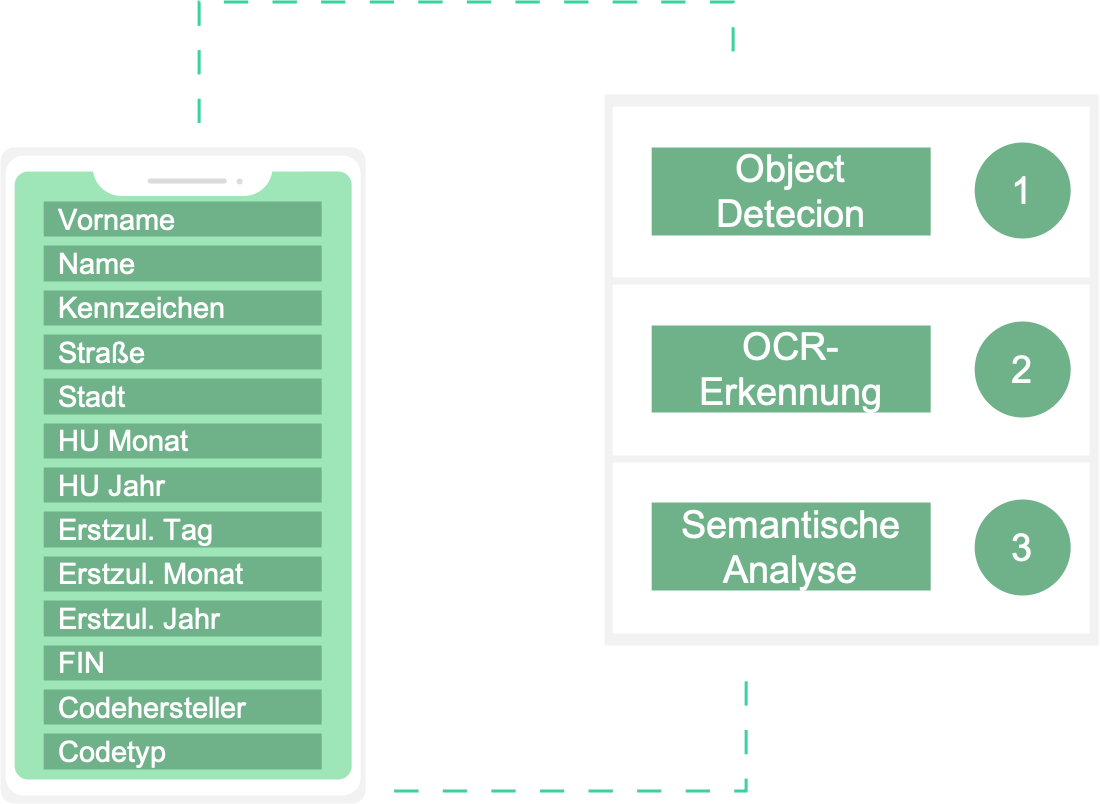 Vorname
Name
Kennzeichen
Straße
Stadt
HU Monat
HU Jahr
Erstzul. Tag
Erstzul. Monat
Erstzul. Jahr
FIN
Codehersteller
Codetyp
Object
Detecion
1
OCR-
Erkennung
2
Semantische
Analyse
3